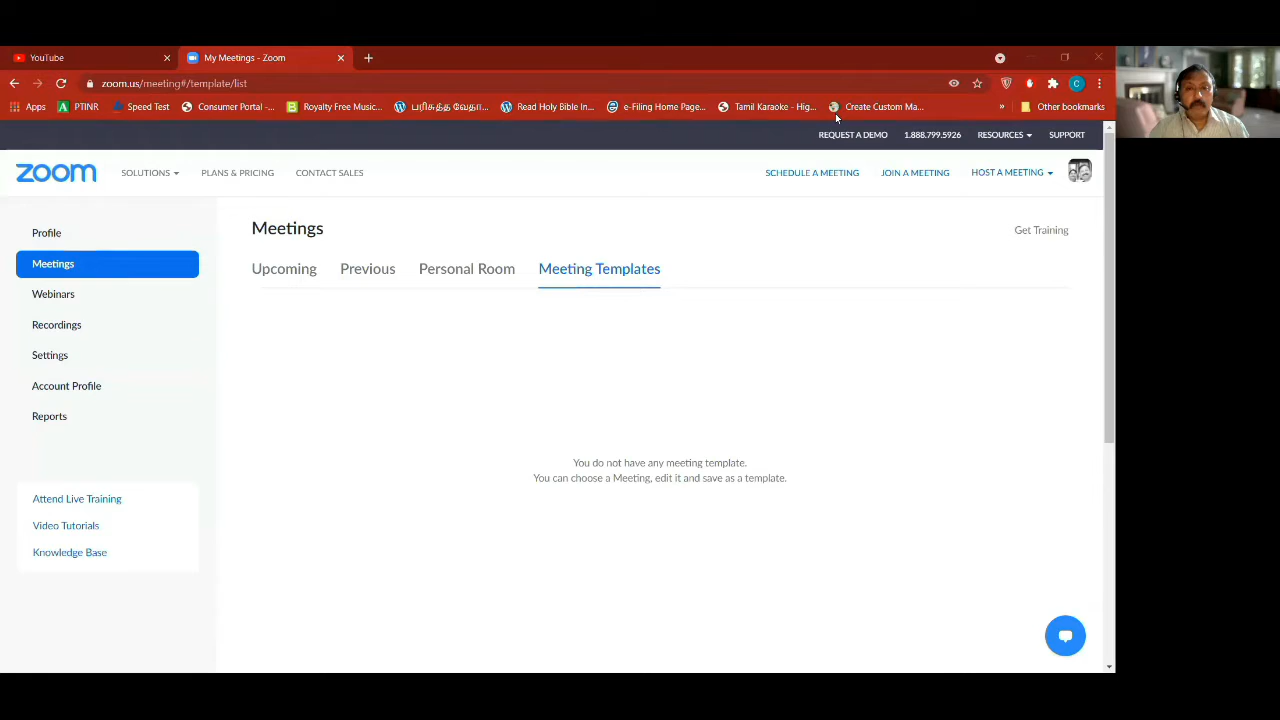 YouTube
My Meetings - Zoom
zoom.us/meeting#/template/list
Apps PTINR Speed Test Consumer Portal -... Royalty Free Music... பரிசுத்த வேதா... Read Holy Bible In... e-Filing Home Page... Tamil Karaoke - Hig... Create Custom Ma... » Other bookmarks
REQUEST A DEMO 1.888.799.5926 RESOURCES SUPPORT
zoom SOLUTIONS PLANS & PRICING CONTACT SALES SCHEDULE A MEETING JOIN A MEETING HOST A MEETING
Profile
Meetings
Webinars
Recordings
Settings
Account Profile
Reports
Attend Live Training
Video Tutorials
Knowledge Base
Meetings
Get Training
Upcoming Previous Personal Room Meeting Templates
You do not have any meeting template.
You can choose a Meeting, edit it and save as a template.